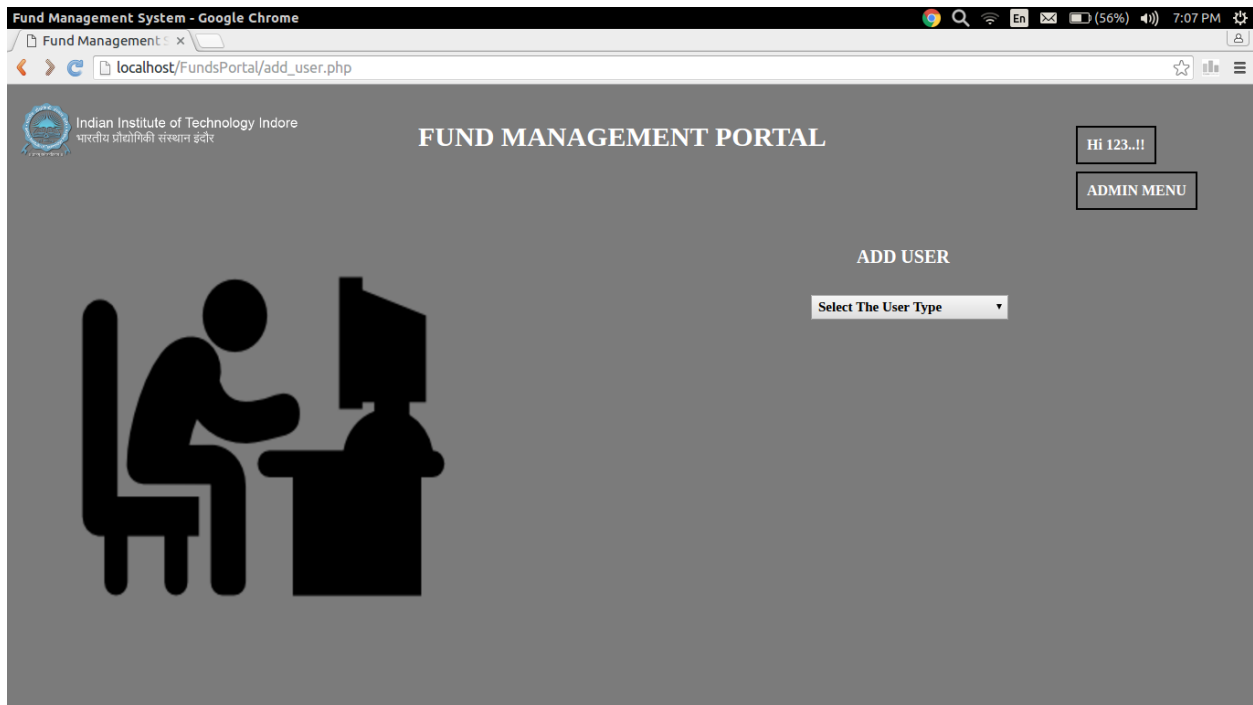 Fund Management System - Google Chrome
En (56%) 7:07 PM
Fund Management S
localhost/FundsPortal/add_user.php
Indian Institute of Technology Indore
भारतीय प्रौद्योगिकी संस्थान इंदौर
FUND MANAGEMENT PORTAL
Hi 123..!!
ADMIN MENU
ADD USER
Select The User Type